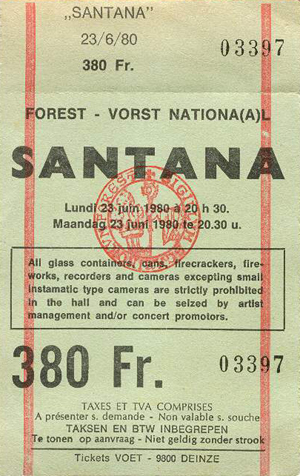 „SANTANA"
23/6/80
03397
380 Fr.
FOREST - VORST NATIONA(A)L
SANTANA
Lundi 23 juin 1980 à 20 h 30.
Maandag 23 juni 1980 te 20.30 u.
All glass containers, cans, firecrackers, fire-
works, recorders and cameras excepting small
instamatic type cameras are strictly prohibited
in the hall and can be seized by artist
management and/or concert promotors.
380 Fr.
03397
TAXES ET TVA COMPRISES
A présenter s. demande - Non valable s. souche
TAKSEN EN BTW INBEGREPEN
Te tonen op aanvraag - Niet geldig zonder strook
Tickets VOET - 9800 DEINZE